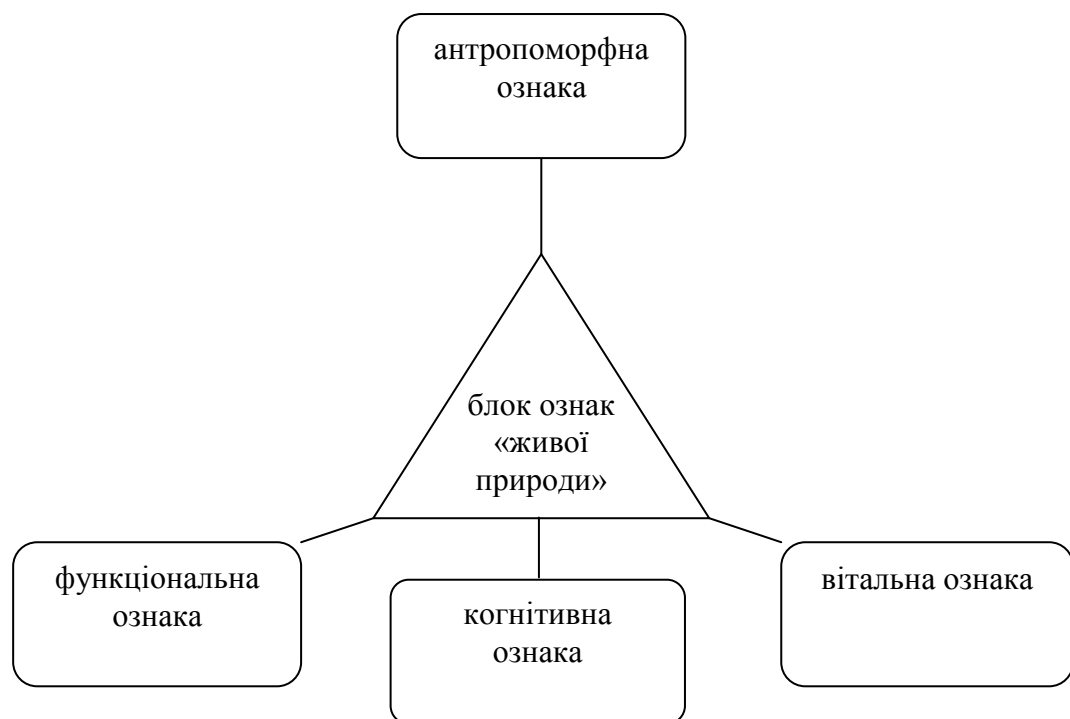 антропоморфна
ознака
блок ознак
«живої
природи»
функціональна
ознака
когнітивна
ознака
вітальна ознака